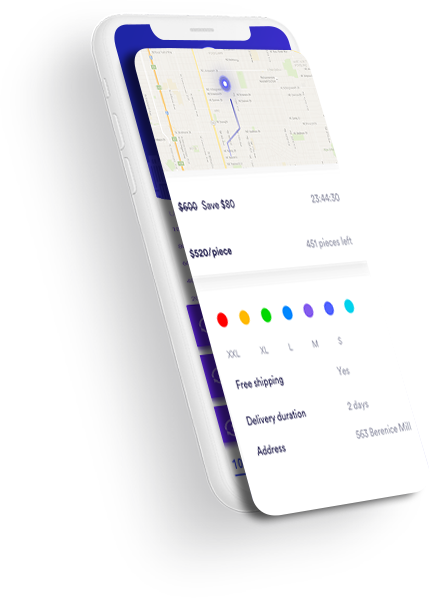 $600 Save $80 23:44:30
$520/piece 451 pieces left
XXL XL L M S
Free shipping Yes
Delivery duration 2 days
Address 563 Berenice Mill
10